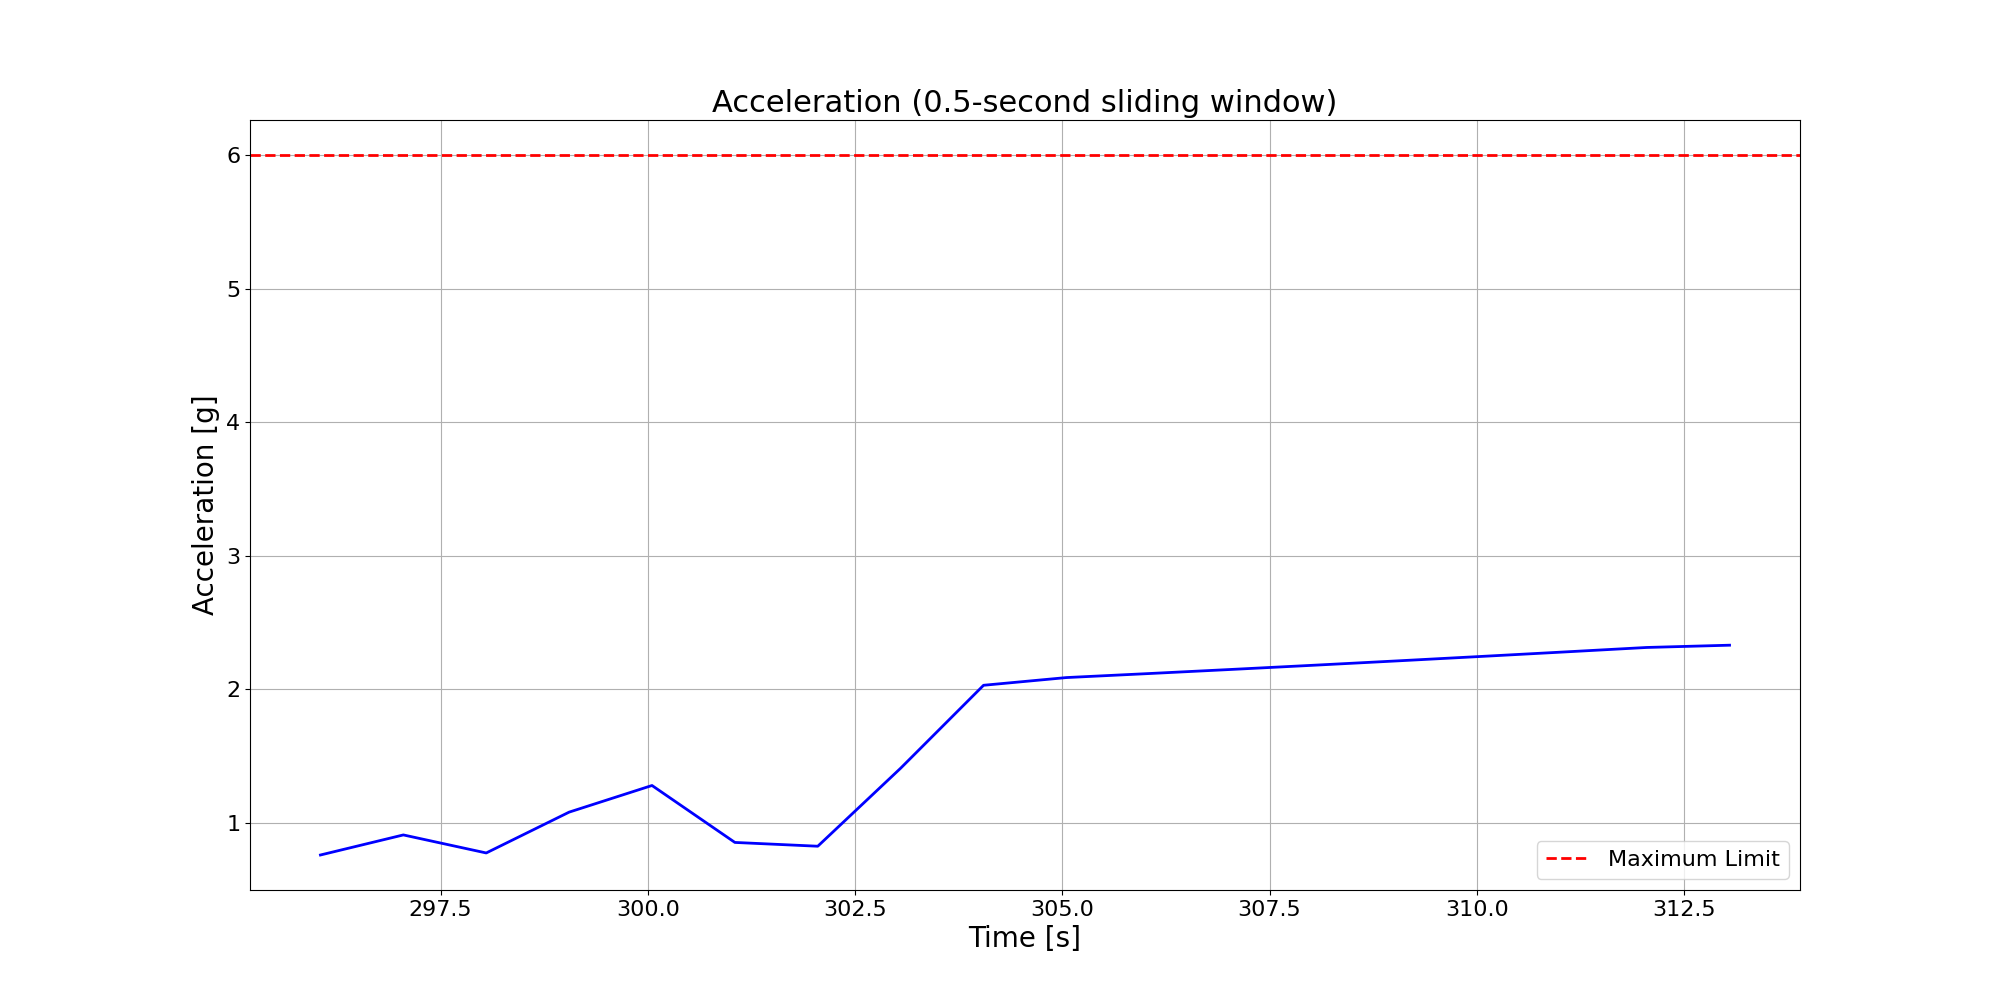 Acceleration (0.5-second sliding window)
Acceleration [g]
6
5
4
3
2
1
Maximum Limit
297.5 300.0 302.5 305.0 307.5 310.0 312.5
Time [s]